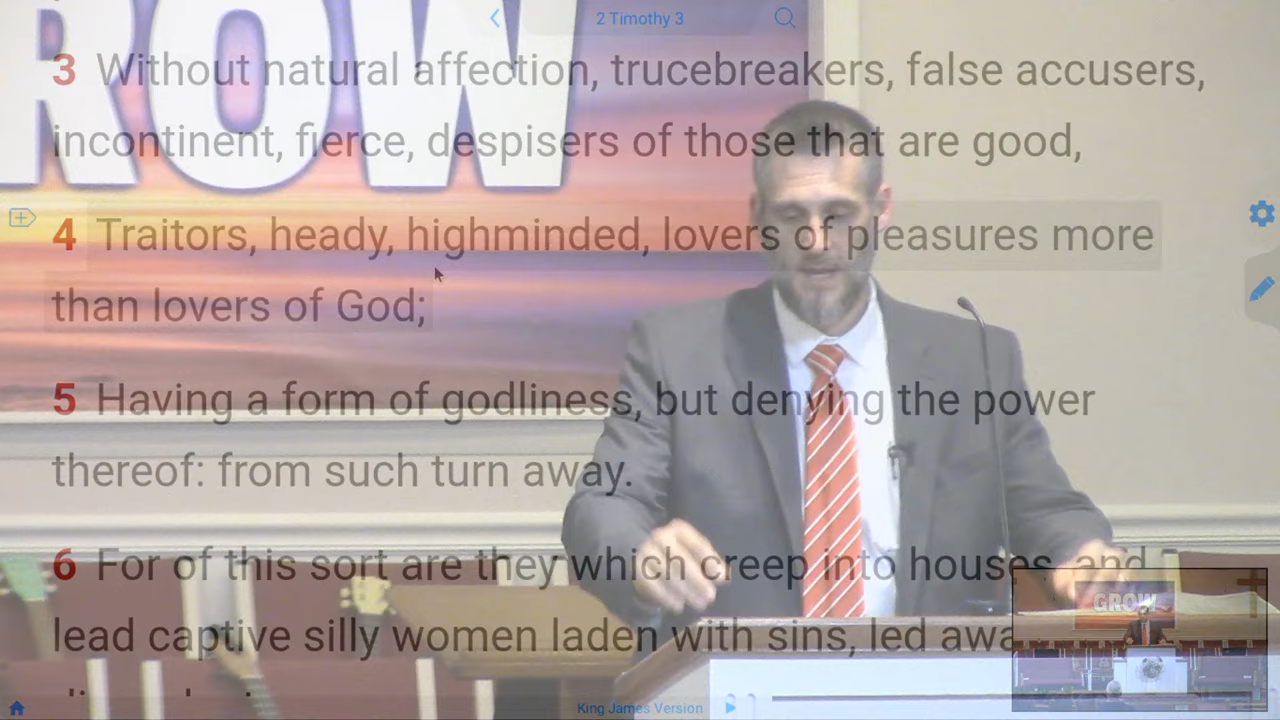 ROW
2 Timothy 3
3 Without natural affection, trucebreakers, false accusers,
incontinent, fierce, despisers of those that are good,
4 Traitors, heady, highminded, lovers of pleasures more
than lovers of God;
5 Having a form of godliness, but denying the power
thereof: from such turn away.
6 For of this sort are they which creep into houses, and
lead captive silly women laden with sins, led
GROW
King James Version